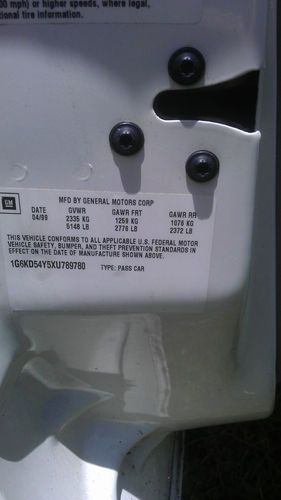 mph) or higher speeds, where legal,
tional tire information.
GM
MFD BY GENERAL MOTORS CORP
DATE GVWR GAWR FRT GAWR RR
04/99 2335 KG 1259 KG 1076 KG
5148 LB 2776 LB 2372 LB
THIS VEHICLE CONFORMS TO ALL APPLICABLE U.S. FEDERAL MOTOR
VEHICLE SAFETY, BUMPER, AND THEFT PREVENTION STANDARDS IN
EFFECT ON THE DATE OF MANUFACTURE SHOWN ABOVE.
1G6KD54Y5XU789780
TYPE: PASS CAR